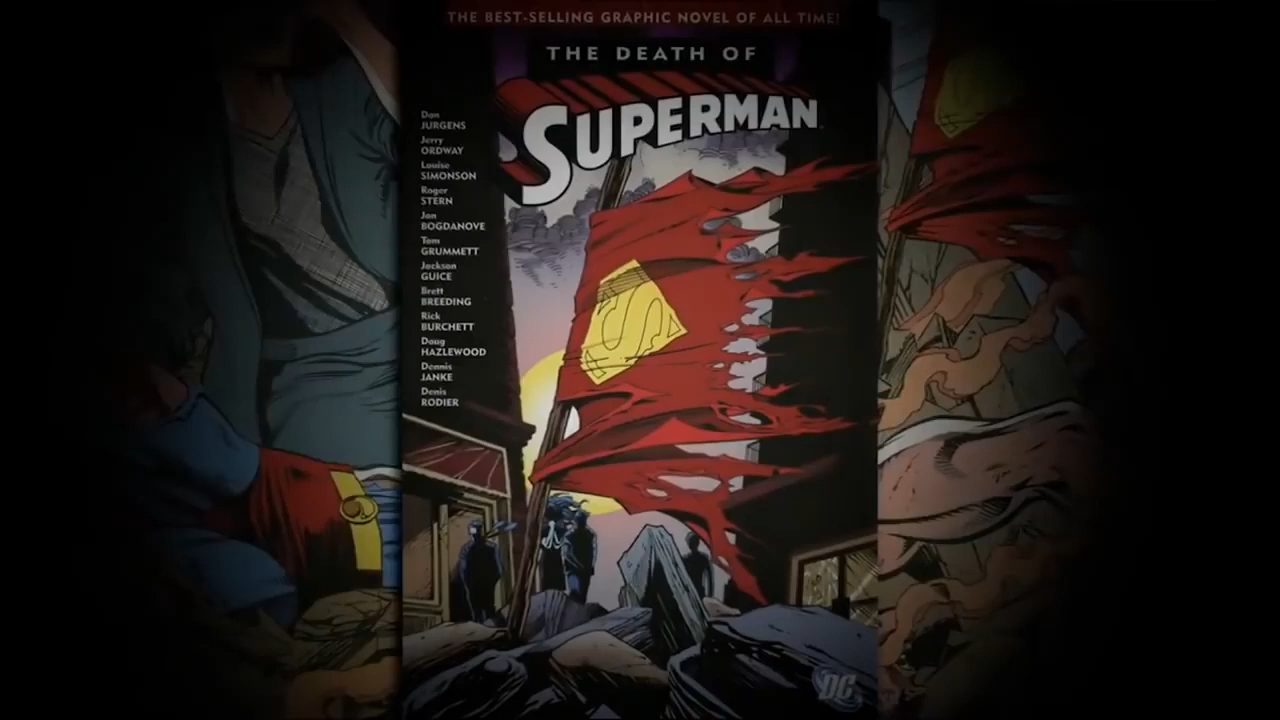 THE BEST-SELLING GRAPHIC NOVEL OF ALL TIME!
THE DEATH OF
SUPERMAN
Dan
JURGENS
Jerry
ORDWAY
Louise
SIMONSON
Roger
STERN
Jon
BOGDANOVE
Tom
GRUMMETT
Jackson
GUICE
Brett
BREEDING
Rick
BURCHETT
Doug
HAZLEWOOD
Dennis
JANKE
Denis
RODIER
S
DC